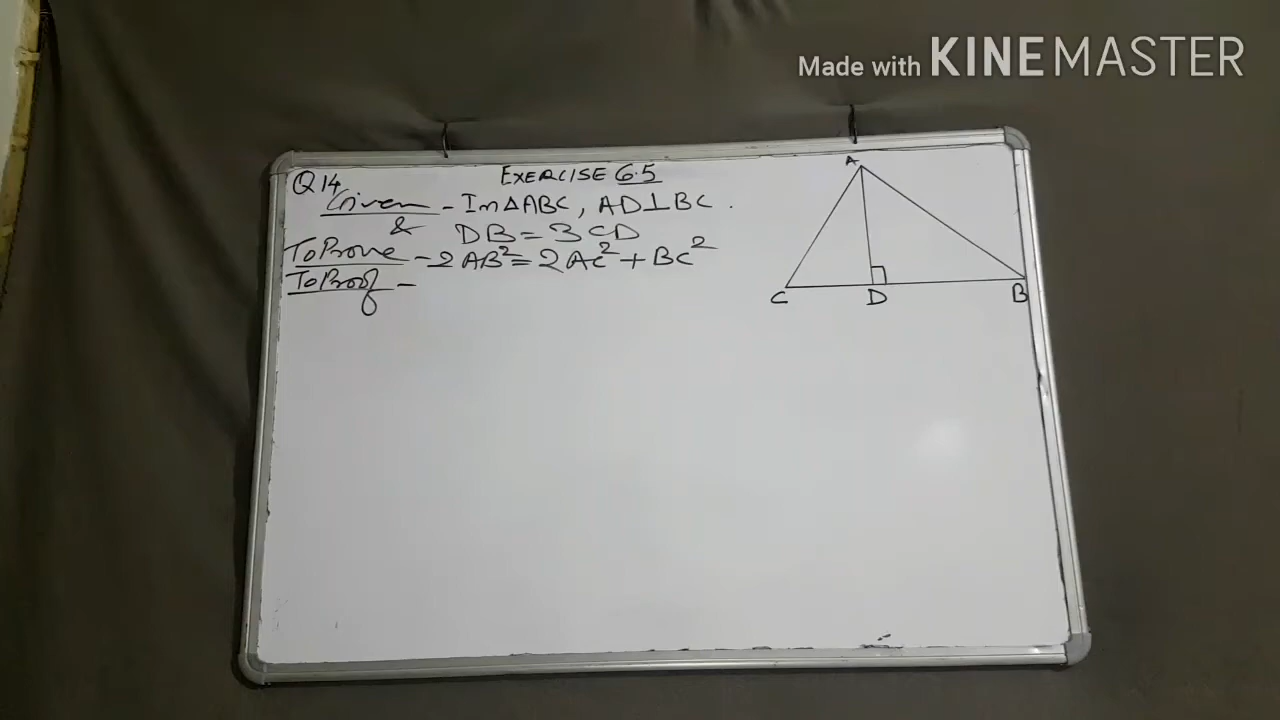 Made with KINEMASTER
EXERCISE 6.5
Q 14
Given - In △ABC, AD⊥BC.
& DB = 3CD
To Prove - 2AB² = 2AC² + BC²
To Proof -
A
C D B